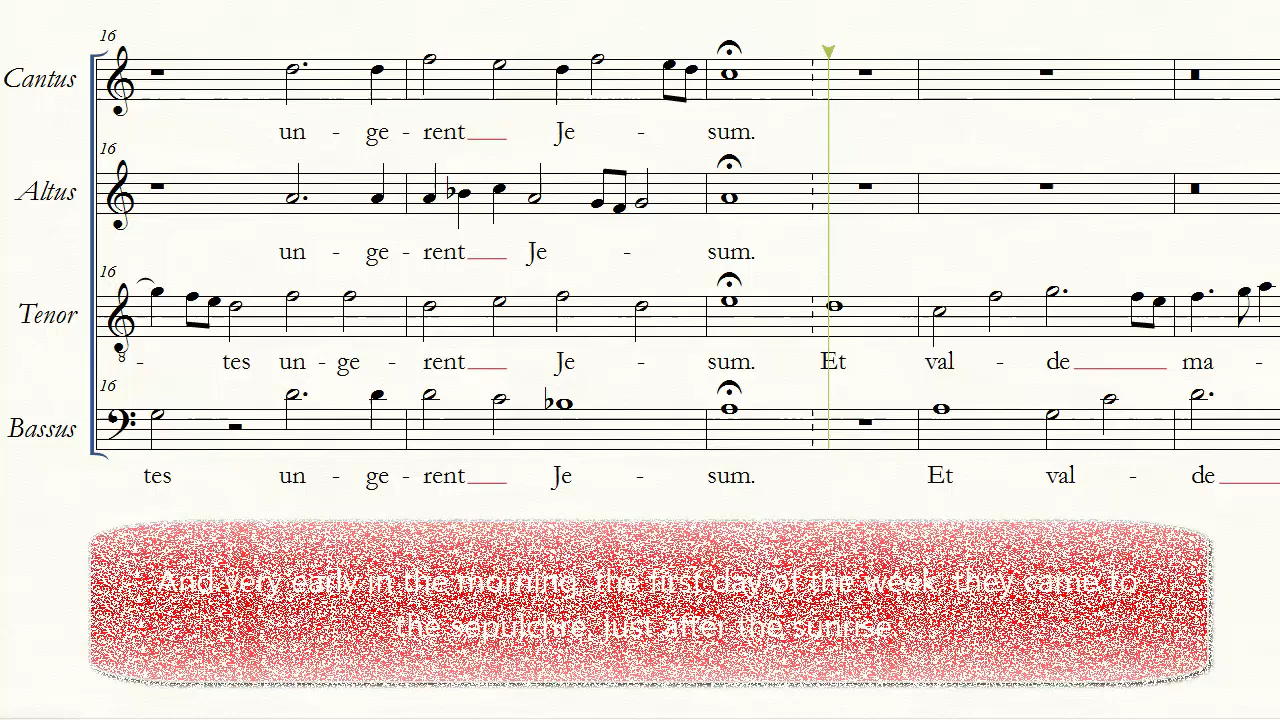 16
Cantus
un - ge - rent Je - sum.
16
Altus
un - ge - rent Je - sum.
16
Tenor
8
- tes un - ge - rent Je - sum. Et val - de ma -
16
Bassus
tes un - ge - rent Je - sum. Et val - de
And very early in the morning, the first day of the week, they came to
the sepulchre, just after the sunrise